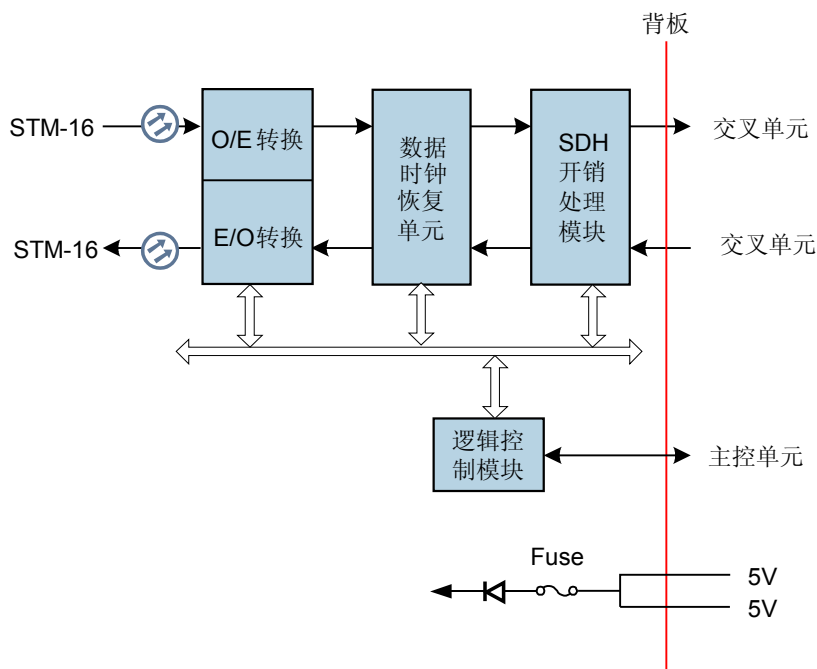 背板
STM-16
O/E 转换
数据
时钟
恢复
单元
SDH
开销
处理
模块
交叉单元
STM-16
E/O 转换
交叉单元
逻辑控
制模块
主控单元
Fuse
5V
5V